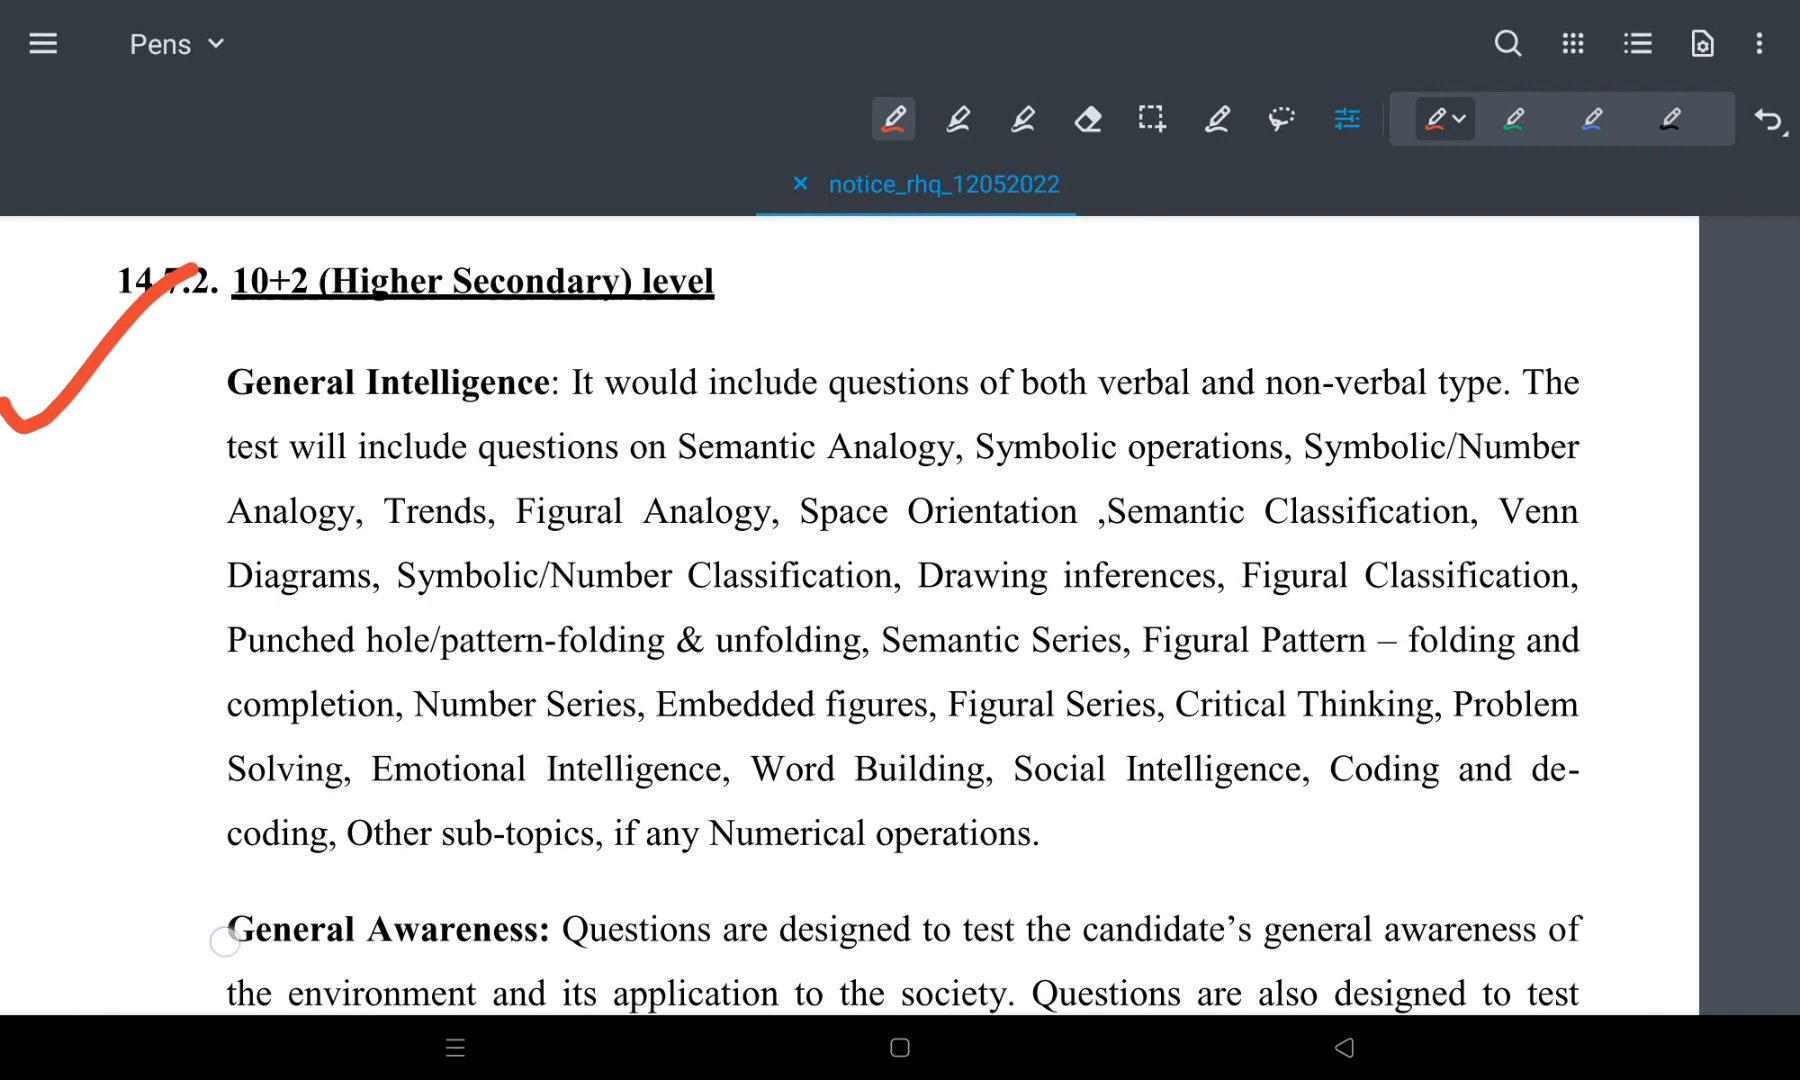 Pens
notice_rhq_12052022
14.7.2. 10+2 (Higher Secondary) level
General Intelligence: It would include questions of both verbal and non-verbal type. The
test will include questions on Semantic Analogy, Symbolic operations, Symbolic/Number
Analogy, Trends, Figural Analogy, Space Orientation ,Semantic Classification, Venn
Diagrams, Symbolic/Number Classification, Drawing inferences, Figural Classification,
Punched hole/pattern-folding & unfolding, Semantic Series, Figural Pattern – folding and
completion, Number Series, Embedded figures, Figural Series, Critical Thinking, Problem
Solving, Emotional Intelligence, Word Building, Social Intelligence, Coding and de-
coding, Other sub-topics, if any Numerical operations.
General Awareness: Questions are designed to test the candidate’s general awareness of
the environment and its application to the society. Questions are also designed to test